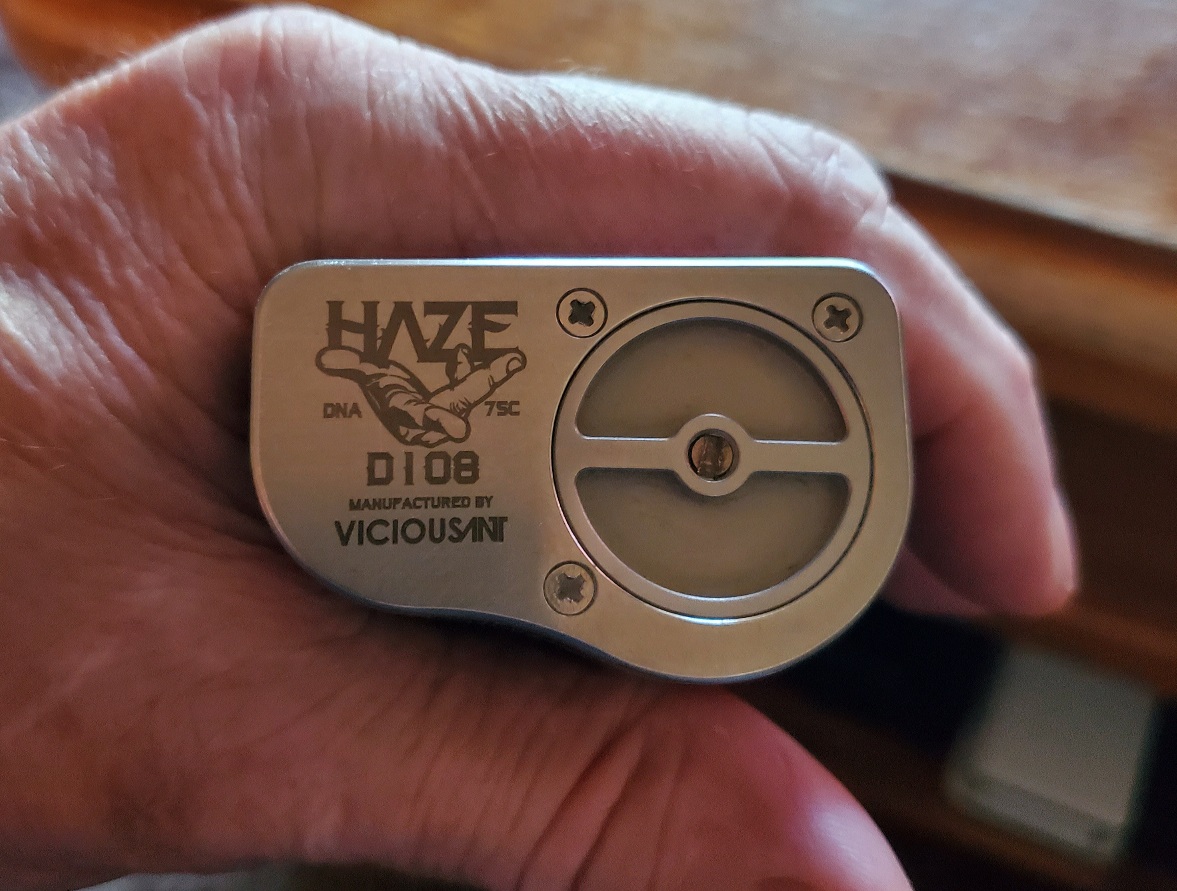 HAZE
DNA 75C
D108
MANUFACTURED BY
VICIOUSANT